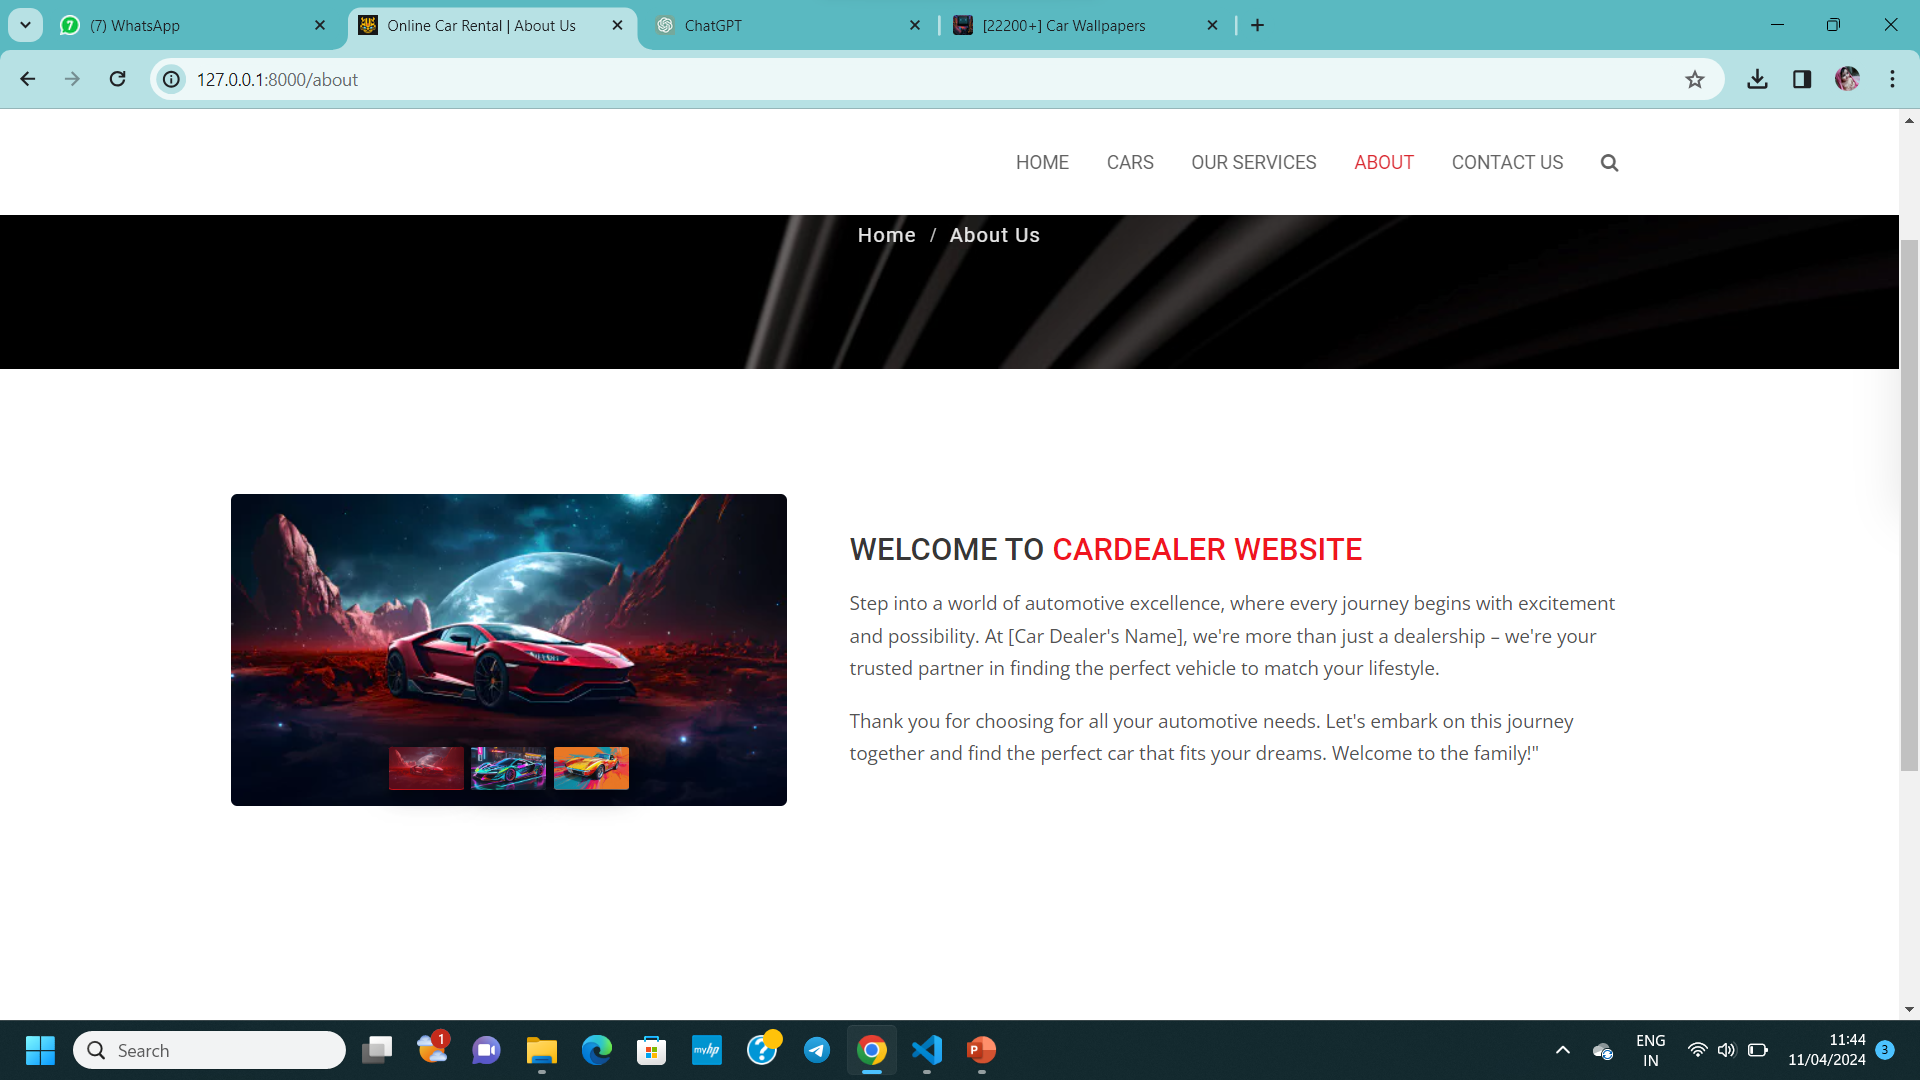 (7) WhatsApp
Online Car Rental | About Us
ChatGPT
[22200+] Car Wallpapers
127.0.0.1:8000/about
HOME CARS OUR SERVICES ABOUT CONTACT US
Home / About Us
WELCOME TO CARDEALER WEBSITE
Step into a world of automotive excellence, where every journey begins with excitement
and possibility. At [Car Dealer's Name], we're more than just a dealership – we're your
trusted partner in finding the perfect vehicle to match your lifestyle.
Thank you for choosing for all your automotive needs. Let's embark on this journey
together and find the perfect car that fits your dreams. Welcome to the family!"
Search
1
myhp
ENG
IN
11:44
11/04/2024
3